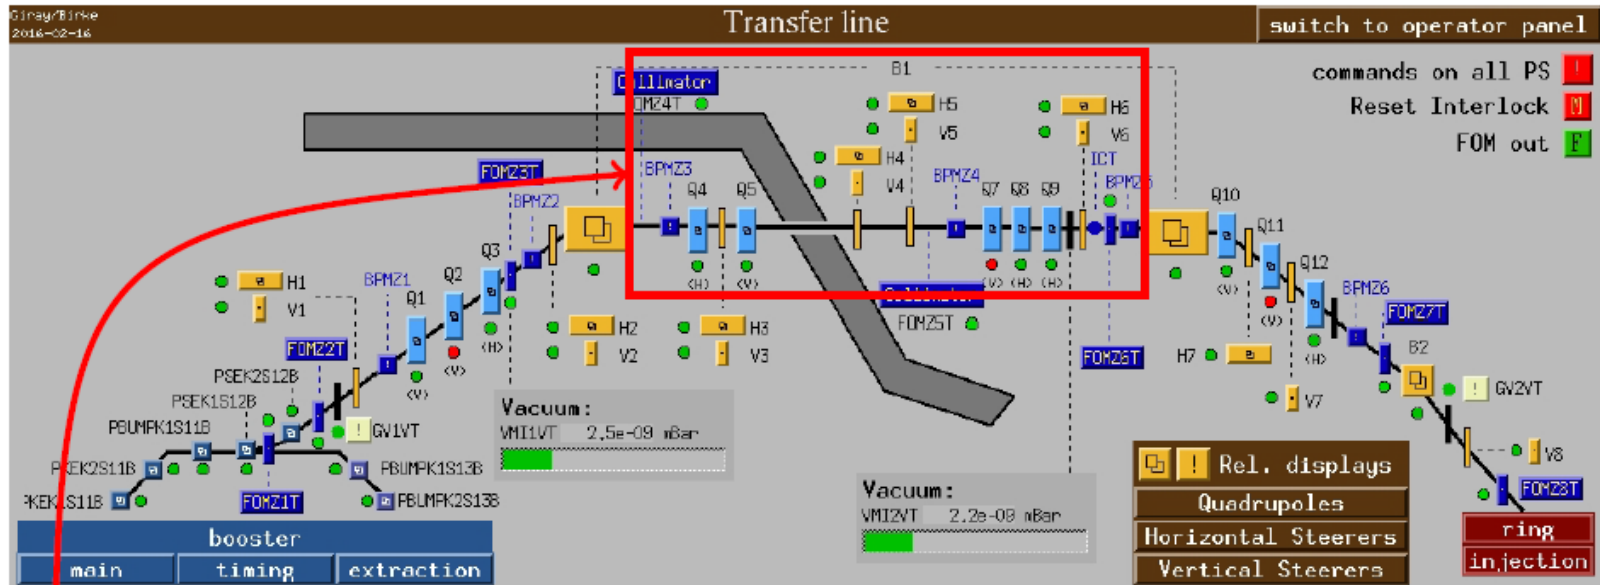 Giray/Birke
2016-02-16
Transfer line
switch to operator panel
commands on all PS !
Reset Interlock
FOM out F
B1
Collimator
FOMZ3T
BPMZ2
BPMZ3
Q4
Q5
H4
V4
H5
V5
BPMZ4
Q7
Q8
Q9
H6
V6
ICT
Q10
Q11
Q12
BPMZ6
FOMZ7T
B2
GV2VT
V8
FOMZ8T
H7
V7
(H)
(V)
(V)
(H)
(H)
(V)
(V)
(H)
FOMZ5T
FOMZ6T
Q3
Q2
Q1
(H)
(V)
(V)
BPMZ1
H1
V1
H2
V2
H3
V3
FOMZ2T
PSEK2S12B
PSEK1S12B
PBUMPK1S11B
GV1VT
PBUMPK1S13B
PBUMPK2S13B
FOMZ1T
Vacuum:
VMI1VT 2.5e-09 mBar
Vacuum:
VMI2VT 2.2e-09 mBar
! Rel. displays
Quadrupoles
Horizontal Steerers
Vertical Steerers
ring
injection
booster
main timing extraction